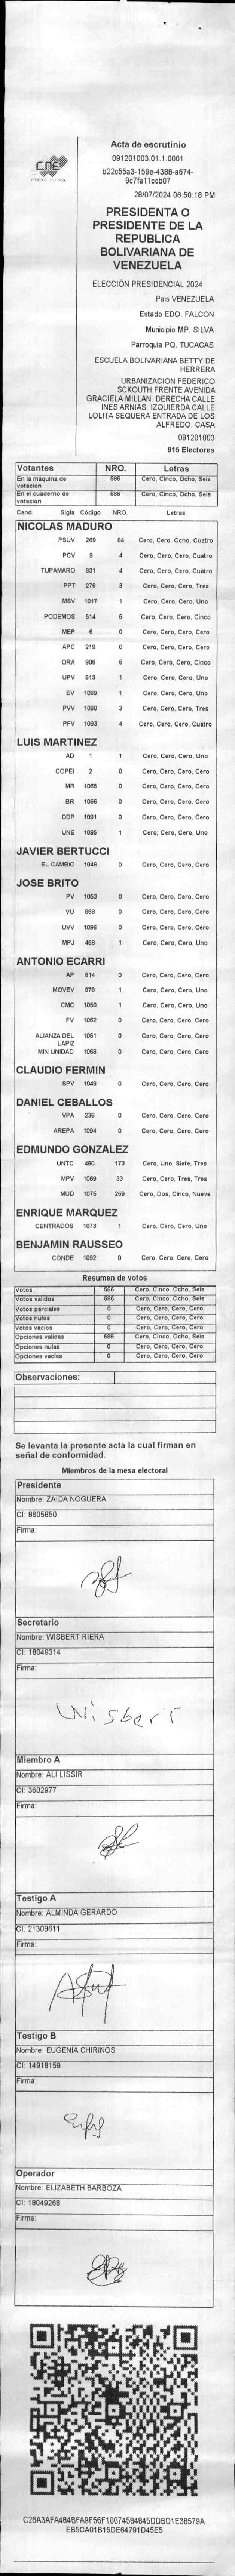 CNE
Acta de escrutinio
091201003.01.1.0001
b22c55a3-159e-4388-a674-
9c7fa11ccb07
28/07/2024 06:50:18 PM
PRESIDENTA O
PRESIDENTE DE LA
REPUBLICA
BOLIVARIANA DE
VENEZUELA
ELECCIÓN PRESIDENCIAL 2024
Pais VENEZUELA
Estado EDO. FALCON
Municipio MP. SILVA
Parroquia PQ. TUCACAS
ESCUELA BOLIVARIANA BETTY DE
HERRERA
URBANIZACION FEDERICO
SCKOUTH FRENTE AVENIDA
GRACIELA MILLAN. DERECHA CALLE
INES ARNIAS. IZQUIERDA CALLE
LOLITA SEQUERA ENTRADA DE LOS
ALFREDO. CASA
091201003
915 Electores
Votantes NRO. Letras
En la máquina de votación 586 Cero, Cinco, Ocho, Seis
En el cuaderno de votación 586 Cero, Cinco, Ocho, Seis
Cand. Sigla Código NRO. Letras
NICOLAS MADURO
PSUV 269 84 Cero, Cero, Ocho, Cuatro
PCV 9 4 Cero, Cero, Cero, Cuatro
TUPAMARO 931 4 Cero, Cero, Cero, Cuatro
PPT 276 3 Cero, Cero, Cero, Tres
MSV 1017 1 Cero, Cero, Cero, Uno
PODEMOS 514 5 Cero, Cero, Cero, Cinco
MEP 6 0 Cero, Cero, Cero, Cero
APC 219 0 Cero, Cero, Cero, Cero
ORA 906 5 Cero, Cero, Cero, Cinco
UPV 513 1 Cero, Cero, Cero, Uno
EV 1089 1 Cero, Cero, Cero, Uno
PVV 1090 3 Cero, Cero, Cero, Tres
PFV 1093 4 Cero, Cero, Cero, Cuatro
LUIS MARTINEZ
AD 1 1 Cero, Cero, Cero, Uno
COPEI 2 0 Cero, Cero, Cero, Cero
MR 1065 0 Cero, Cero, Cero, Cero
BR 1066 0 Cero, Cero, Cero, Cero
DDP 1091 0 Cero, Cero, Cero, Cero
UNE 1095 1 Cero, Cero, Cero, Uno
JAVIER BERTUCCI
EL CAMBIO 1048 0 Cero, Cero, Cero, Cero
JOSE BRITO
PV 1053 0 Cero, Cero, Cero, Cero
VU 868 0 Cero, Cero, Cero, Cero
UVV 1096 0 Cero, Cero, Cero, Cero
MPJ 458 1 Cero, Cero, Cero, Uno
ANTONIO ECARRI
AP 814 0 Cero, Cero, Cero, Cero
MOVEV 878 1 Cero, Cero, Cero, Uno
CMC 1050 1 Cero, Cero, Cero, Uno
FV 1062 0 Cero, Cero, Cero, Cero
ALIANZA DEL LAPIZ 1051 0 Cero, Cero, Cero, Cero
MIN UNIDAD 1068 0 Cero, Cero, Cero, Cero
CLAUDIO FERMIN
SPV 1049 0 Cero, Cero, Cero, Cero
DANIEL CEBALLOS
VPA 236 0 Cero, Cero, Cero, Cero
AREPA 1094 0 Cero, Cero, Cero, Cero
EDMUNDO GONZALEZ
UNTC 460 173 Cero, Uno, Siete, Tres
MPV 1069 33 Cero, Cero, Tres, Tres
MUD 1075 259 Cero, Dos, Cinco, Nueve
ENRIQUE MARQUEZ
CENTRADOS 1073 1 Cero, Cero, Cero, Uno
BENJAMIN RAUSSEO
CONDE 1092 0 Cero, Cero, Cero, Cero
Resumen de votos
Votos 586 Cero, Cinco, Ocho, Seis
Votos validos 586 Cero, Cinco, Ocho, Seis
Votos parciales 0 Cero, Cero, Cero, Cero
Votos nulos 0 Cero, Cero, Cero, Cero
Votos vacios 0 Cero, Cero, Cero, Cero
Opciones validas 586 Cero, Cinco, Ocho, Seis
Opciones nulas 0 Cero, Cero, Cero, Cero
Opciones vacias 0 Cero, Cero, Cero, Cero
Observaciones:
Se levanta la presente acta la cual firman en
señal de conformidad.
Miembros de la mesa electoral
Presidente
Nombre: ZAIDA NOGUERA
CI: 8605850
Firma:
Secretario
Nombre: WISBERT RIERA
CI: 18049314
Firma:
Wisbert
Miembro A
Nombre: ALI LISSIR
CI: 3602977
Firma:
Testigo A
Nombre: ALMINDA GERARDO
CI: 21309611
Firma:
Testigo B
Nombre: EUGENIA CHIRINOS
CI: 14918159
Firma:
Operador
Nombre: ELIZABETH BARBOZA
CI: 18049268
Firma:
C26A3AFA484BFA9F56F10074584845DDBD1E38579A
EB5CA01B15DE64791D45E5